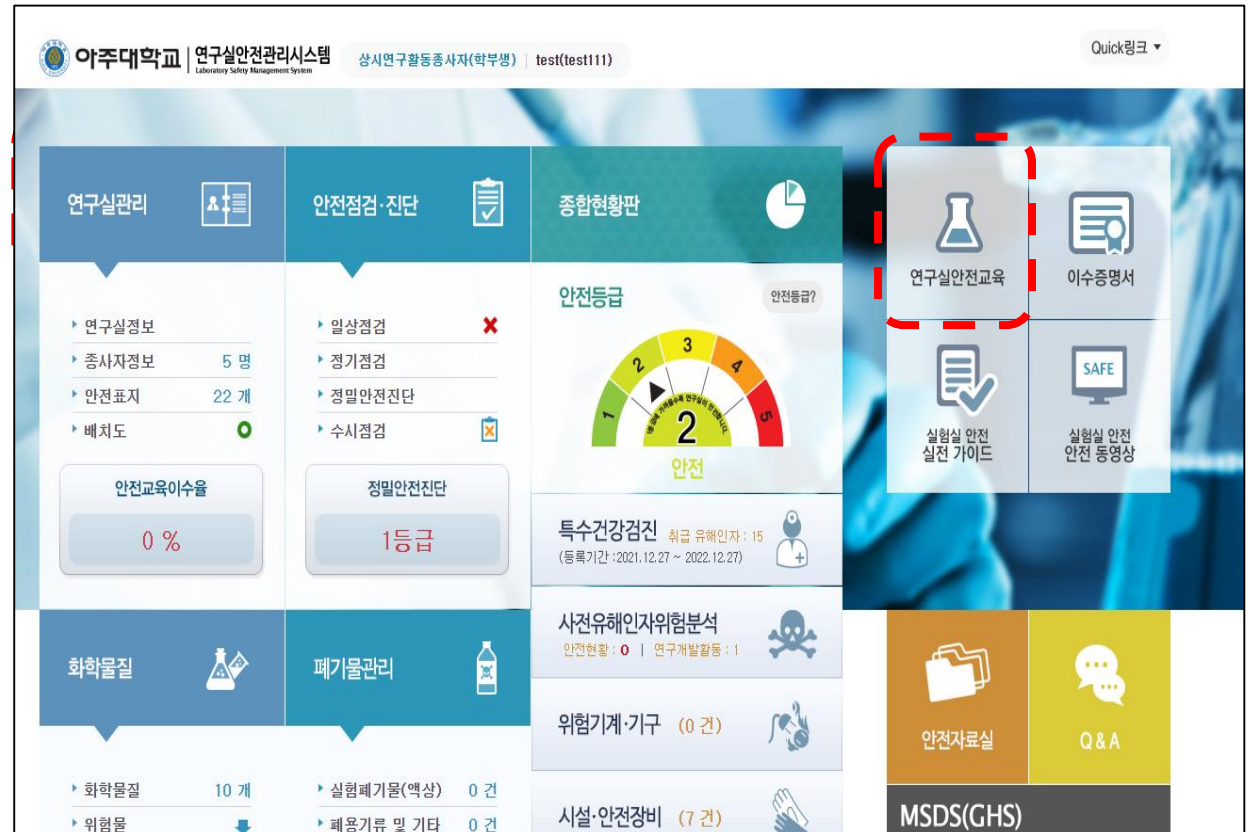 아주대학교 연구실안전관리시스템
Laboratory Safety Management System
상시연구활동종사자(학부생) | test(test111)
Quick링크 ▼
연구실관리
연구실정보
종사자정보 5 명
안전표지 22 개
배치도
안전교육이수율
0 %
안전점검·진단
일상점검
정기점검
정밀안전진단
수시점검
정밀안전진단
1등급
종합현황판
안전등급
안전등급?
1 2 3 4 5
2
안전
특수건강검진 취급 유해인자 : 15
(등록기간 :2021.12.27 ~ 2022.12.27)
사전유해인자위험분석
안전현황 : 0 | 연구개발활동 : 1
위험기계·기구 (0 건)
시설·안전장비 (7 건)
연구실안전교육
이수증명서
실험실 안전
실전 가이드
SAFE
실험실 안전
안전 동영상
화학물질
화학물질 10 개
위험물
폐기물관리
실험폐기물(액상) 0 건
폐용기류 및 기타 0 건
안전자료실
Q & A
MSDS(GHS)